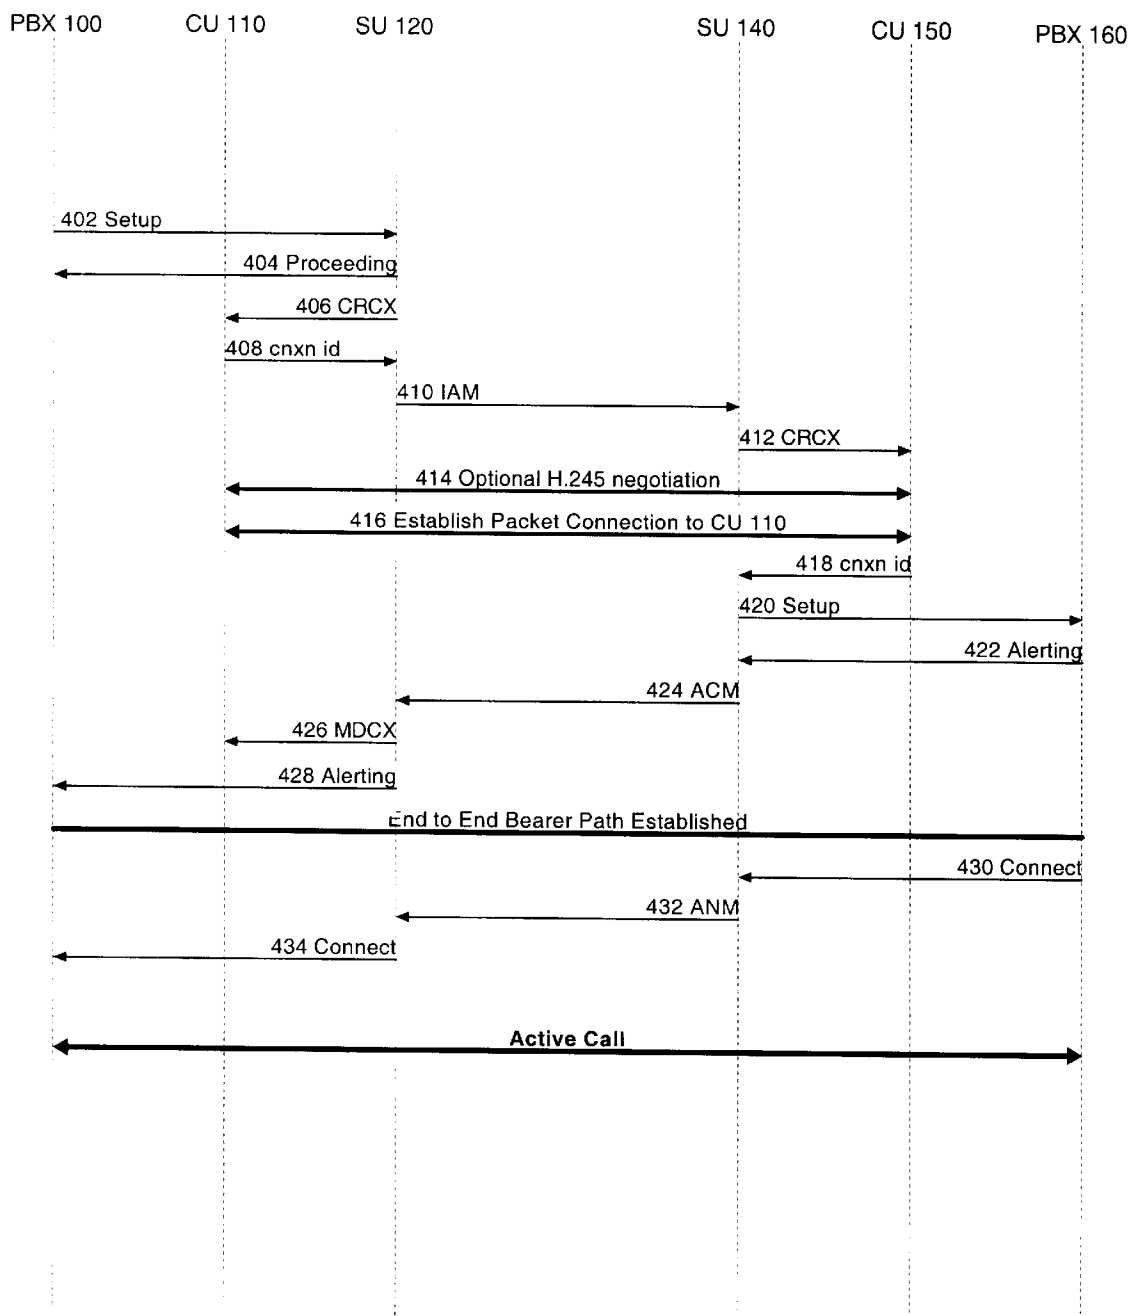 PBX 100
CU 110
SU 120
SU 140
CU 150
PBX 160
402 Setup
404 Proceeding
406 CRCX
408 cnxn id
410 IAM
412 CRCX
414 Optional H.245 negotiation
416 Establish Packet Connection to CU 110
418 cnxn id
420 Setup
422 Alerting
424 ACM
426 MDCX
428 Alerting
End to End Bearer Path Established
430 Connect
432 ANM
434 Connect
Active Call